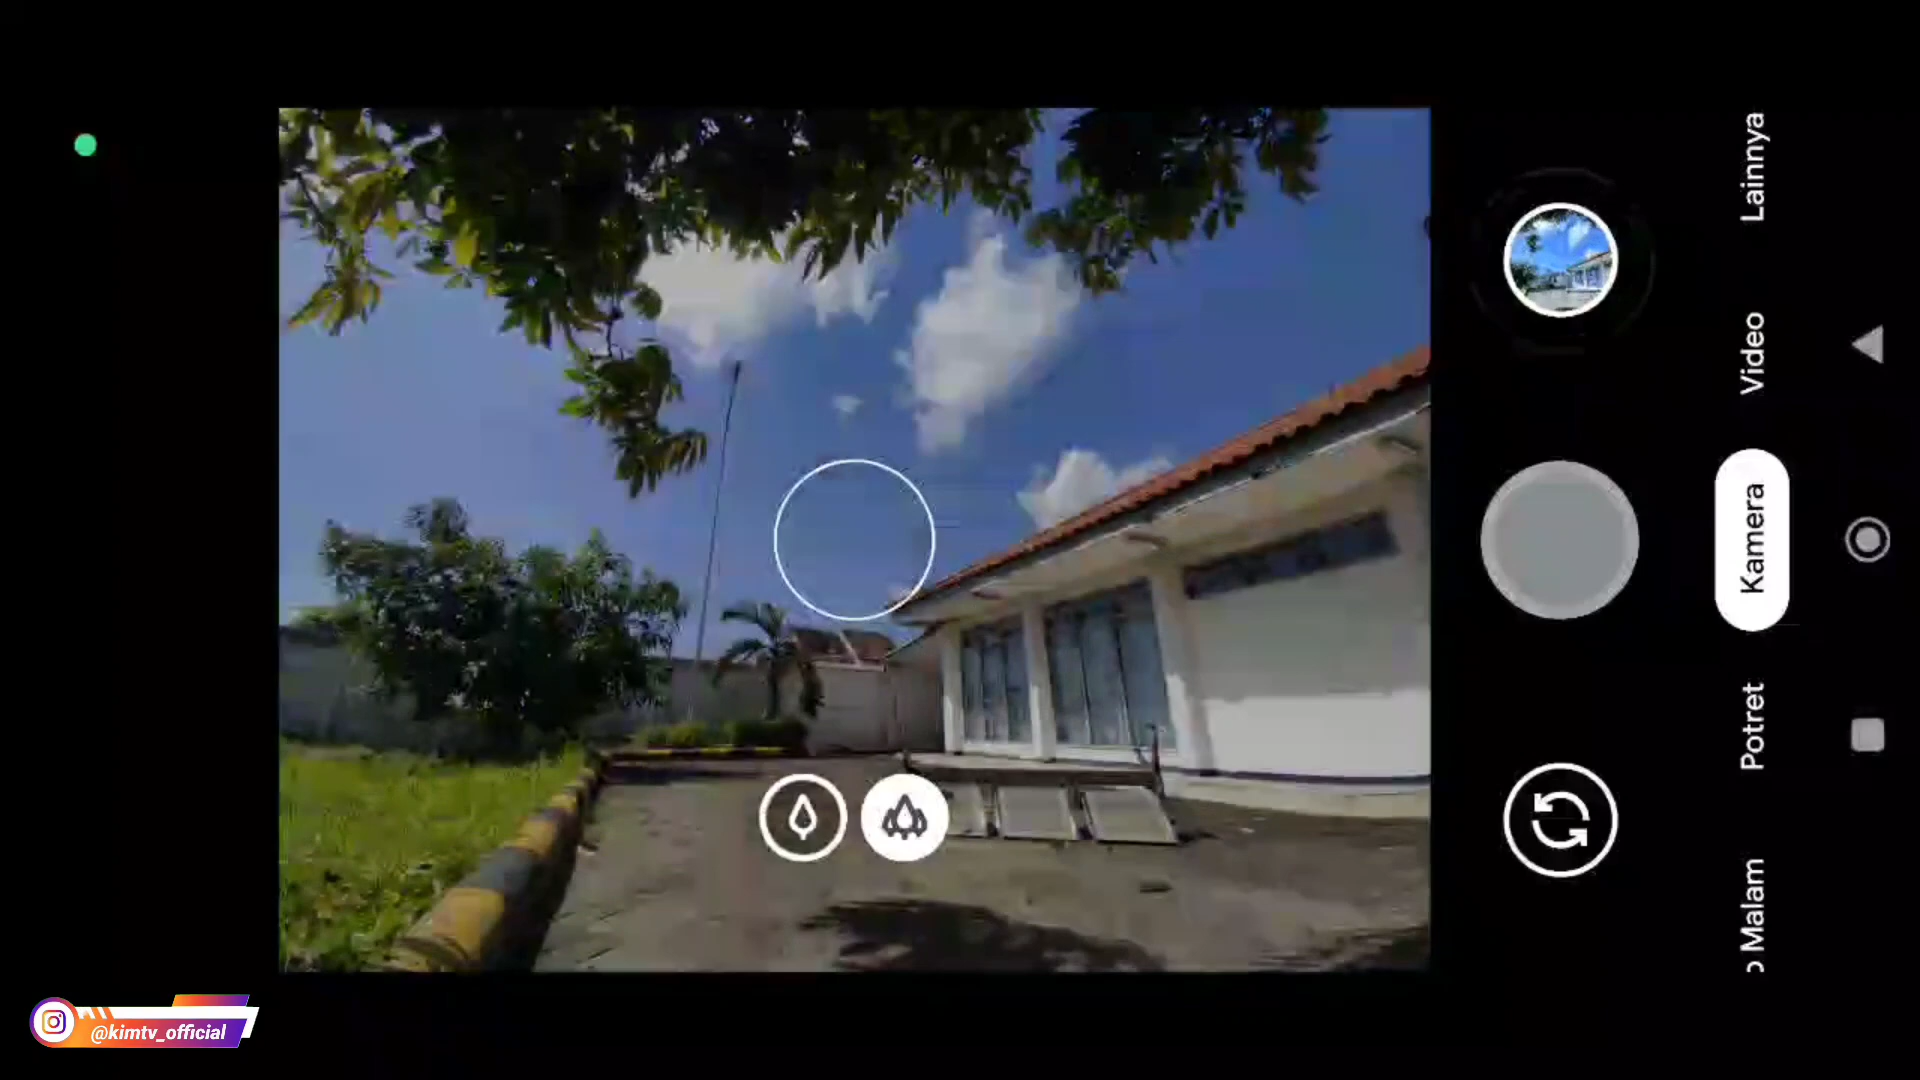 Lainnya
Video
Kamera
Potret
Malam
@kimtv_official